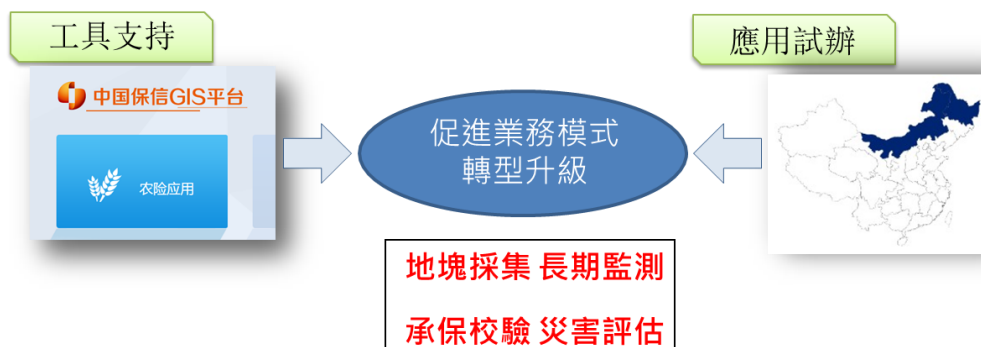 工具支持
應用試辦
中国保信GIS平台
农险应用
促進業務模式
轉型升級
地塊採集 長期監測
承保校驗 災害評估